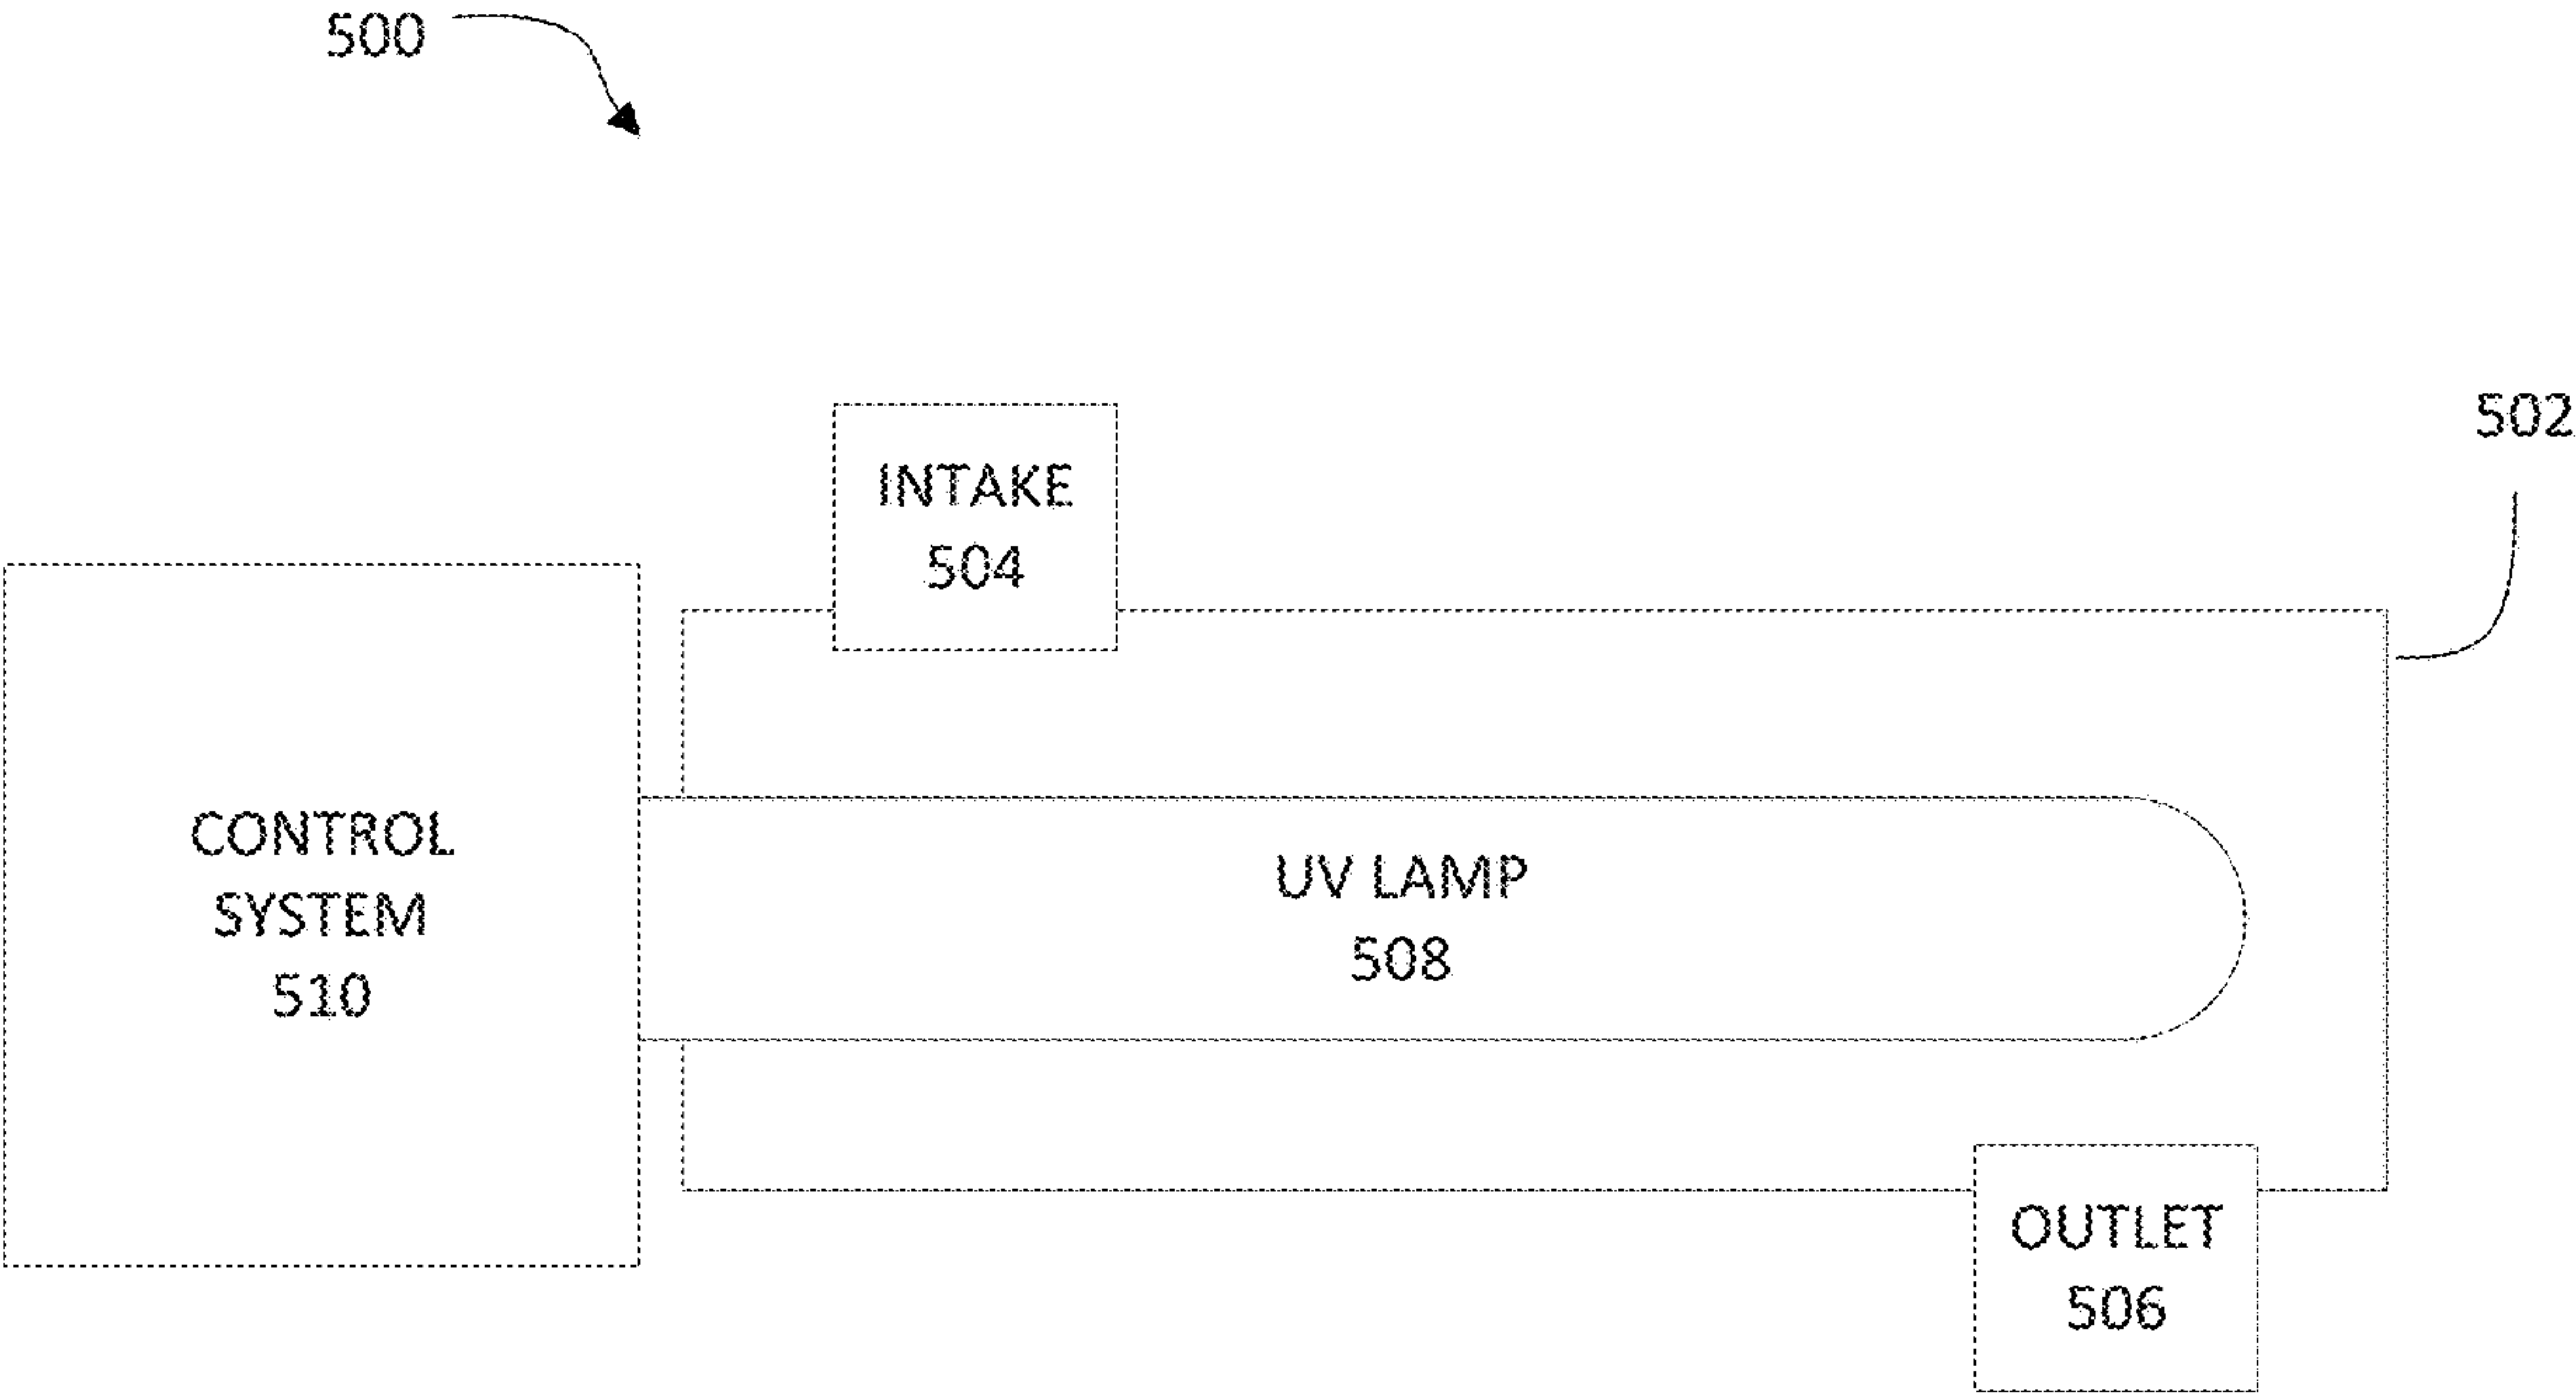 500
502
INTAKE
504
CONTROL
SYSTEM
510
UV LAMP
508
OUTLET
506